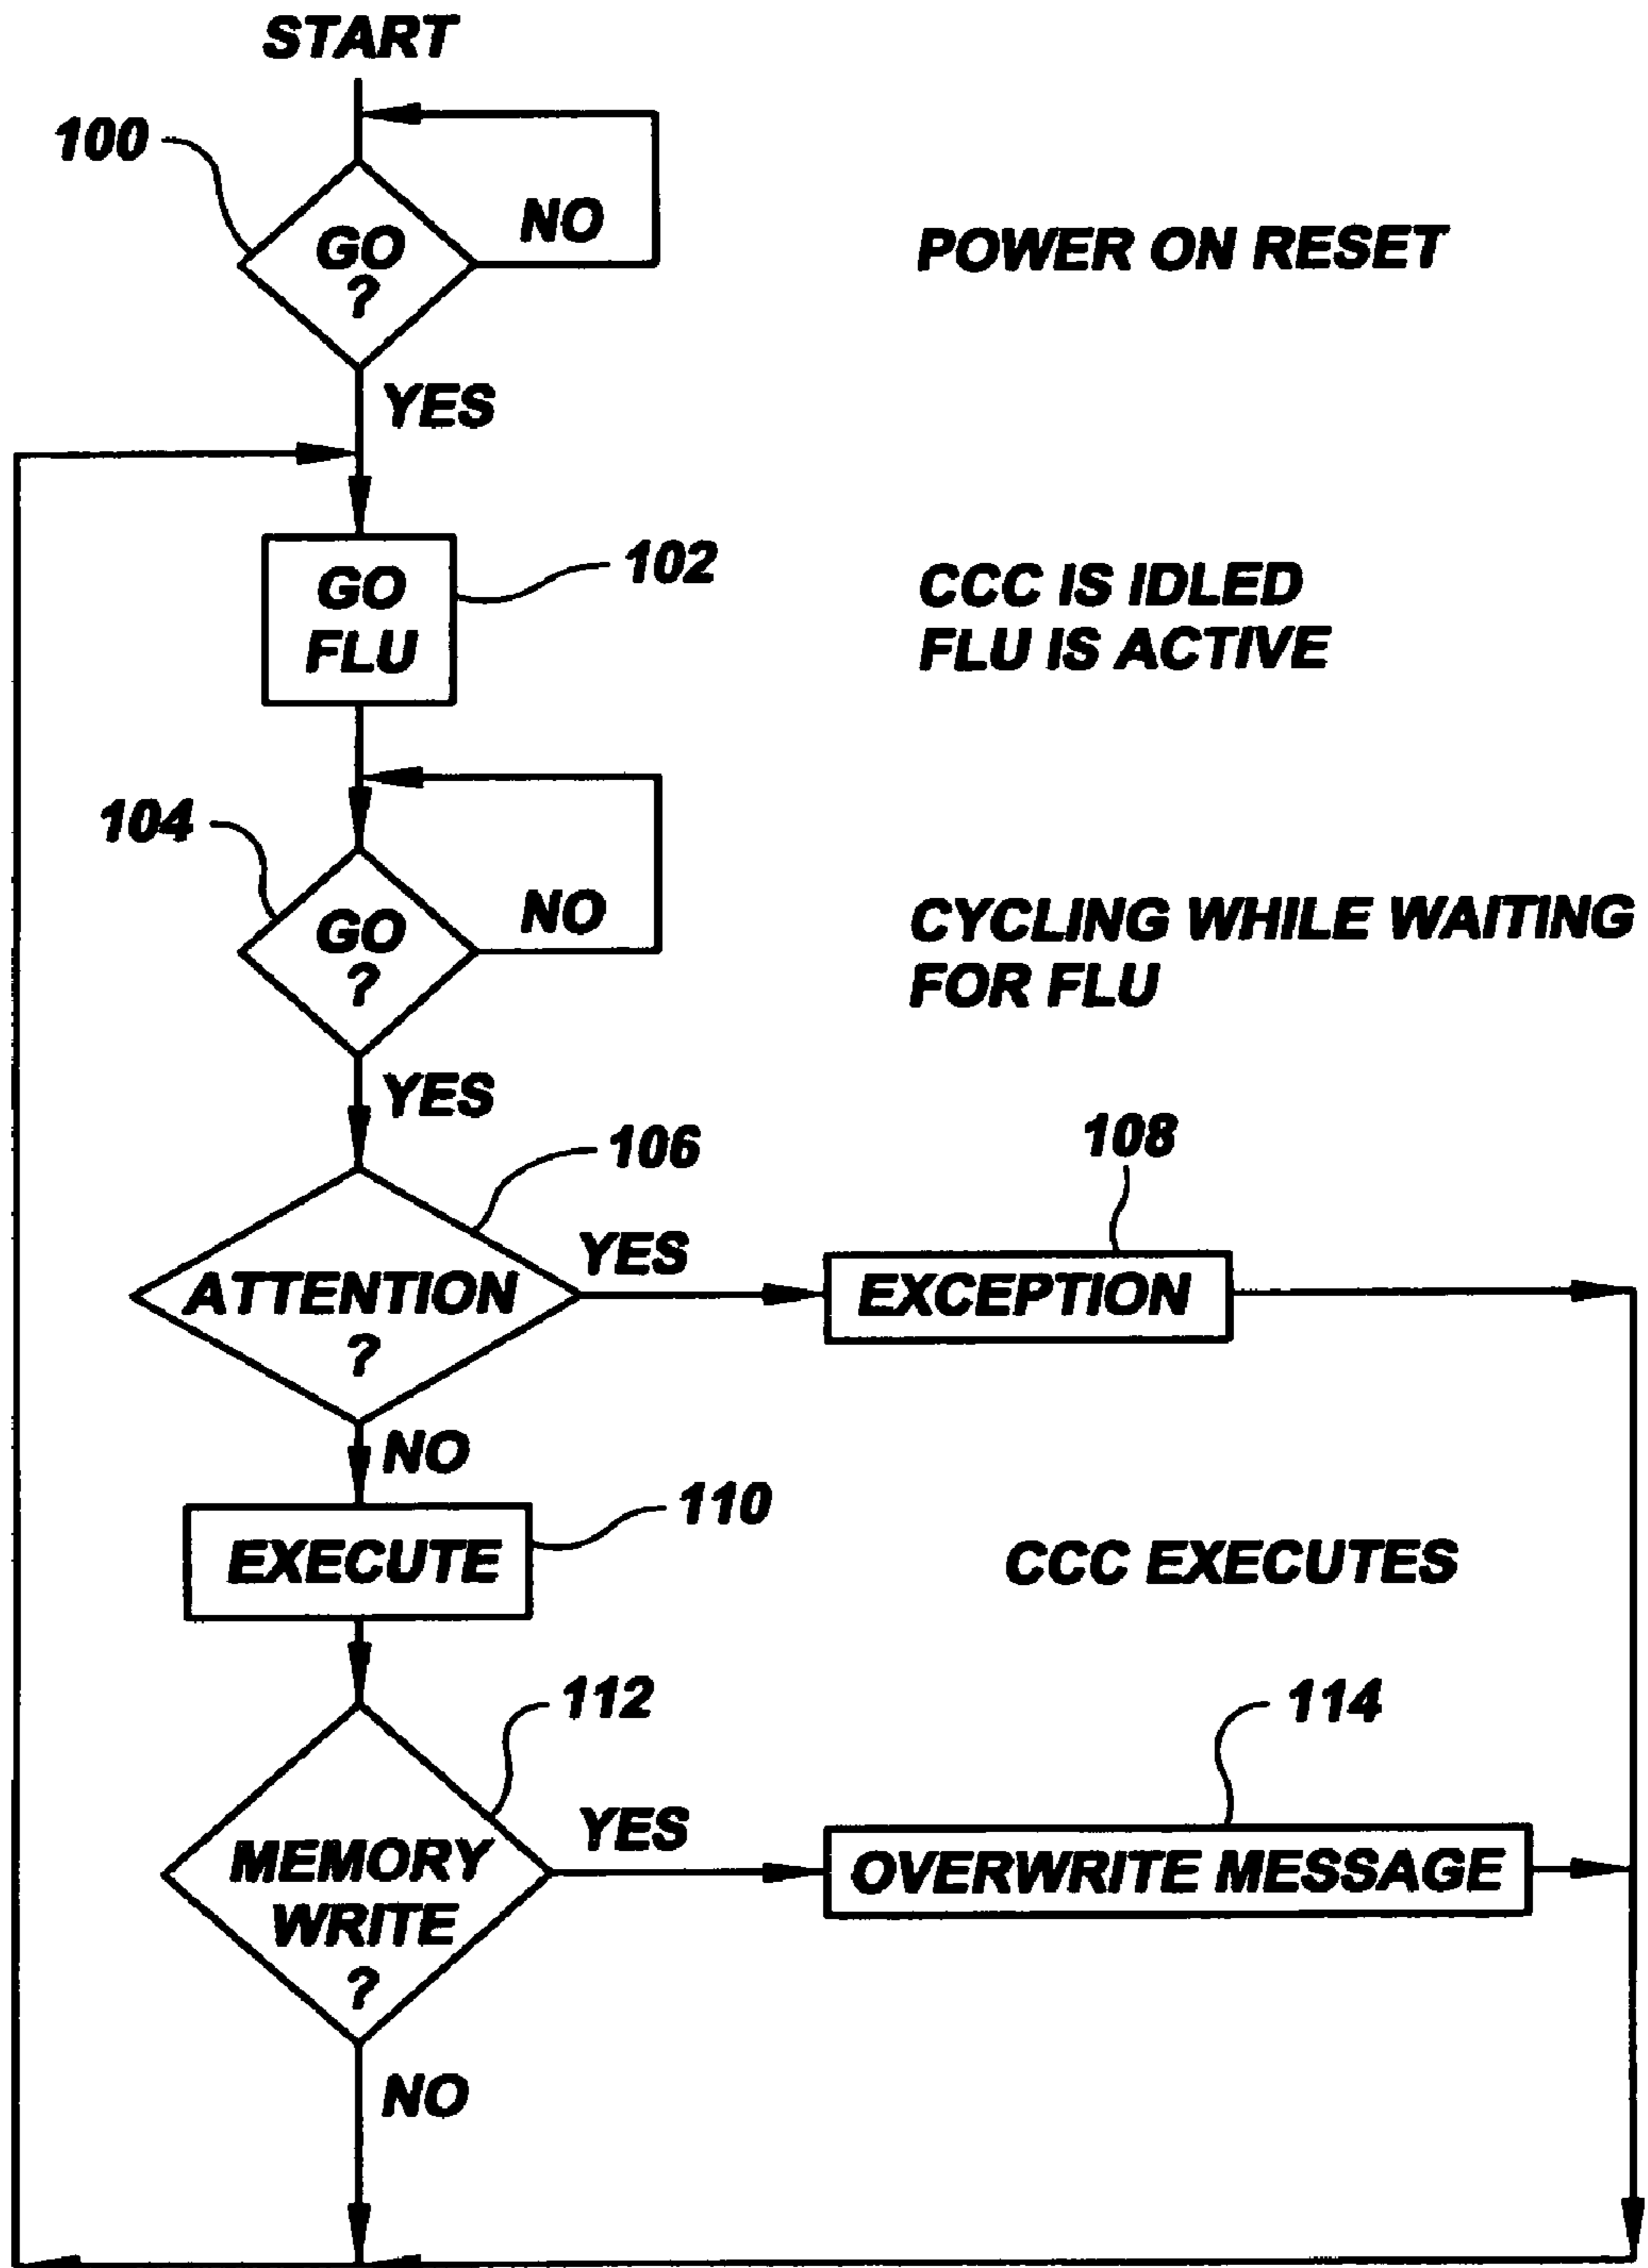 START
100
GO
?
NO
POWER ON RESET
YES
GO
FLU
102
CCC IS IDLED
FLU IS ACTIVE
104
GO
?
NO
CYCLING WHILE WAITING
FOR FLU
YES
106
108
ATTENTION
?
YES
EXCEPTION
NO
110
EXECUTE
CCC EXECUTES
112
114
MEMORY
WRITE
?
YES
OVERWRITE MESSAGE
NO